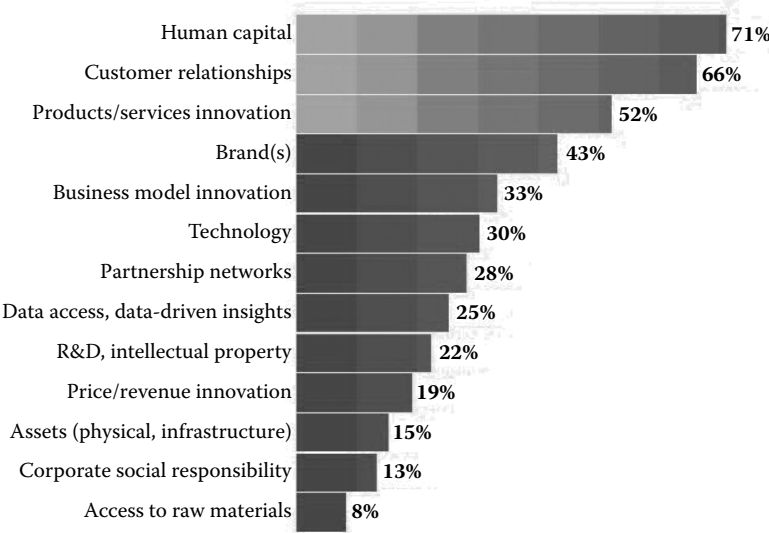 Human capital 71%
Customer relationships 66%
Products/services innovation 52%
Brand(s) 43%
Business model innovation 33%
Technology 30%
Partnership networks 28%
Data access, data-driven insights 25%
R&D, intellectual property 22%
Price/revenue innovation 19%
Assets (physical, infrastructure) 15%
Corporate social responsibility 13%
Access to raw materials 8%